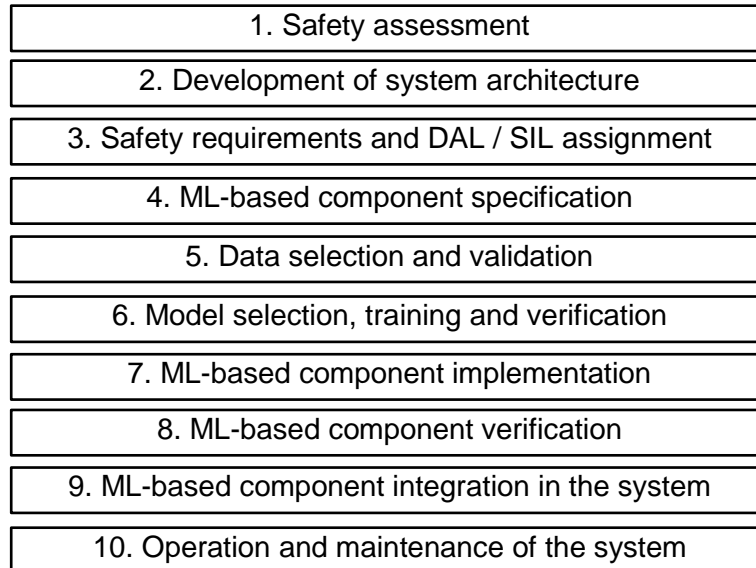 1. Safety assessment
2. Development of system architecture
3. Safety requirements and DAL / SIL assignment
4. ML-based component specification
5. Data selection and validation
6. Model selection, training and verification
7. ML-based component implementation
8. ML-based component verification
9. ML-based component integration in the system
10. Operation and maintenance of the system